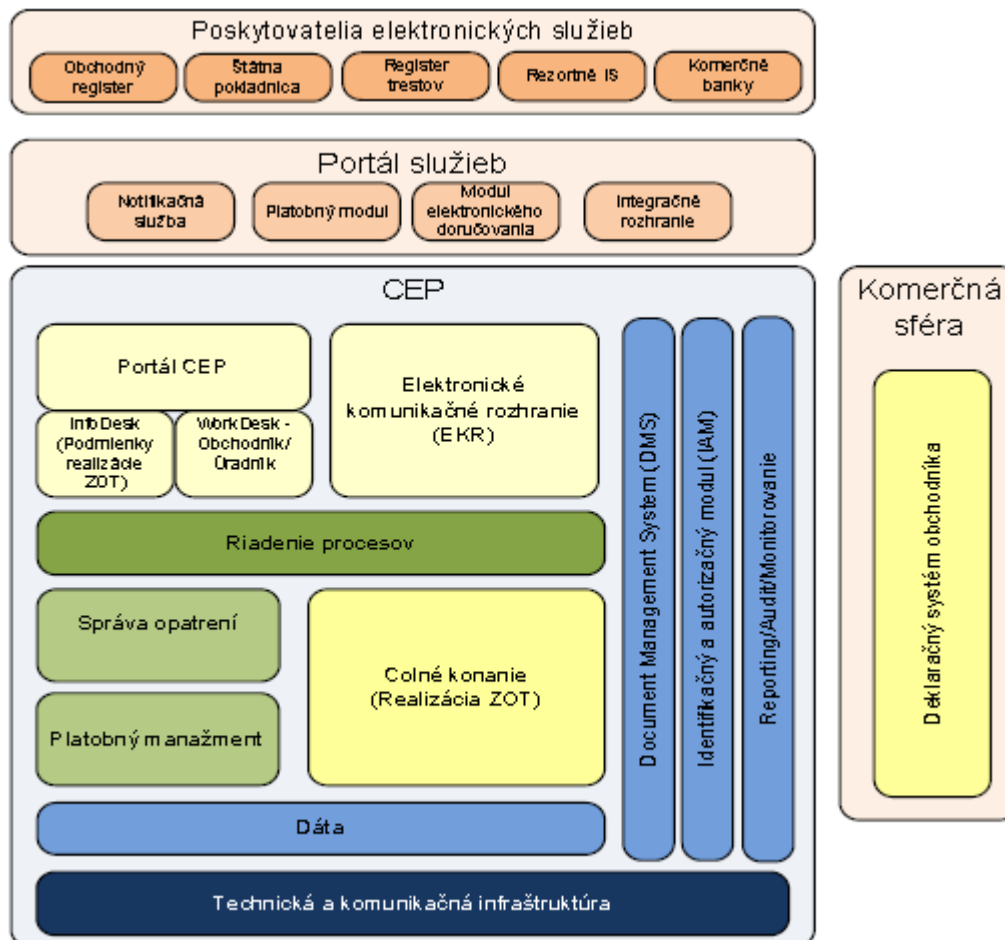 Poskytovatelia elektronických služieb
Obchodný
register
Štátna
pokladnica
Register
trestov
Rezortné IS
Komerčné
banky
Portál služieb
Notifikačná
služba
Platobný modul
Modul
elektronického
doručovania
Integračné
rozhranie
CEP
Portál CEP
InfoDesk
(Podmienky
realizácie
ZOT)
WorkDesk -
Obchodník/
Úradník
Elektronické
komunikačné rozhranie
(EKR)
Riadenie procesov
Správa opatrení
Platobný manažment
Colné konanie
(Realizácia ZOT)
Dáta
Technická a komunikačná infraštruktúra
Document Management System (DMS)
Identifikačný a autorizačný modul (IAM)
Reporting/Audit/Monitorovanie
Komerčná
sféra
Deklaračný systém obchodníka